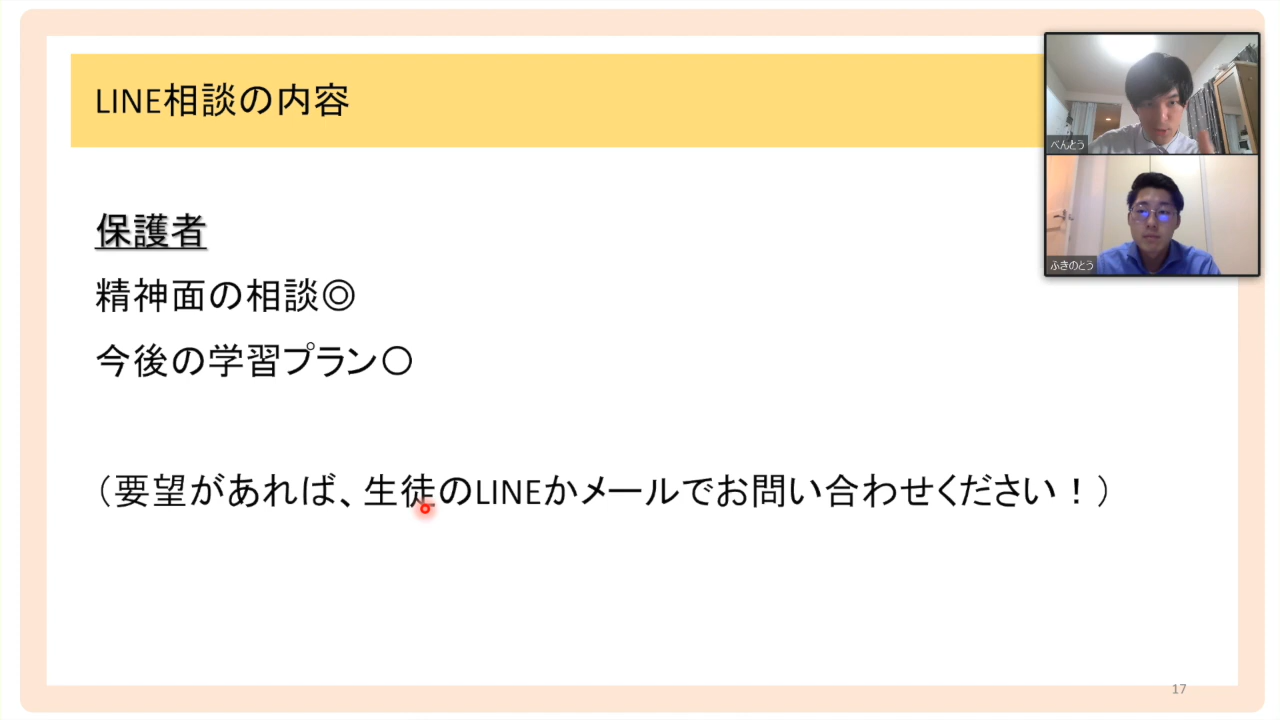 LINE相談の内容
べんとう
ふきのとう
保護者
精神面の相談◎
今後の学習プラン〇
（要望があれば、生徒のLINEかメールでお問い合わせください！）
17